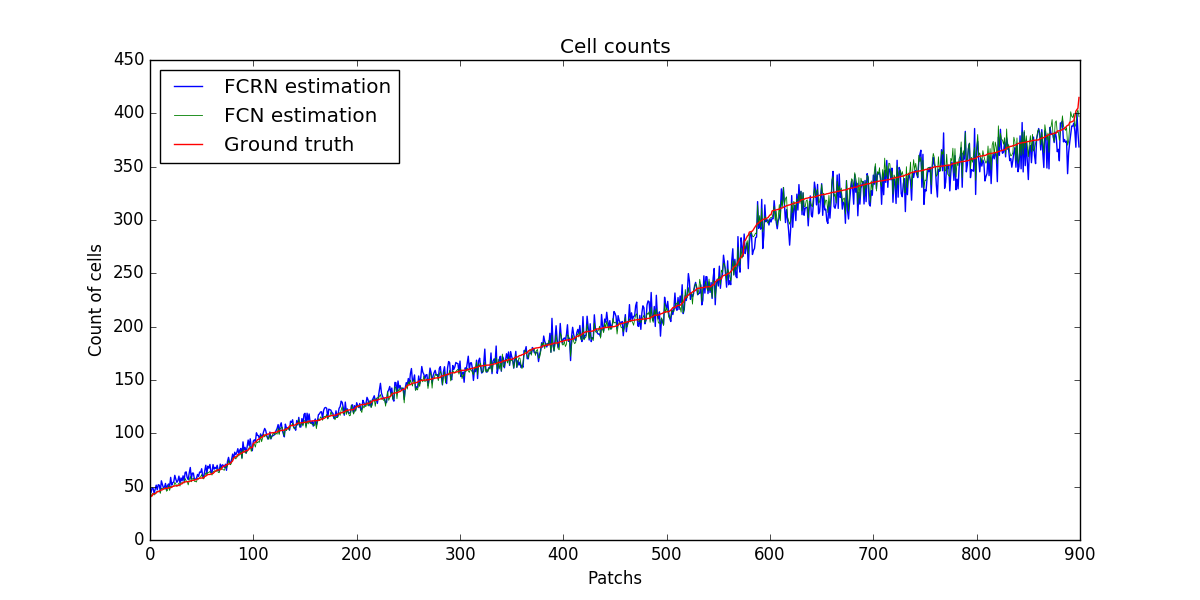 Cell counts
450
400
350
300
250
200
150
100
50
0
Count of cells
FCRN estimation
FCN estimation
Ground truth
0 100 200 300 400 500 600 700 800 900
Patchs